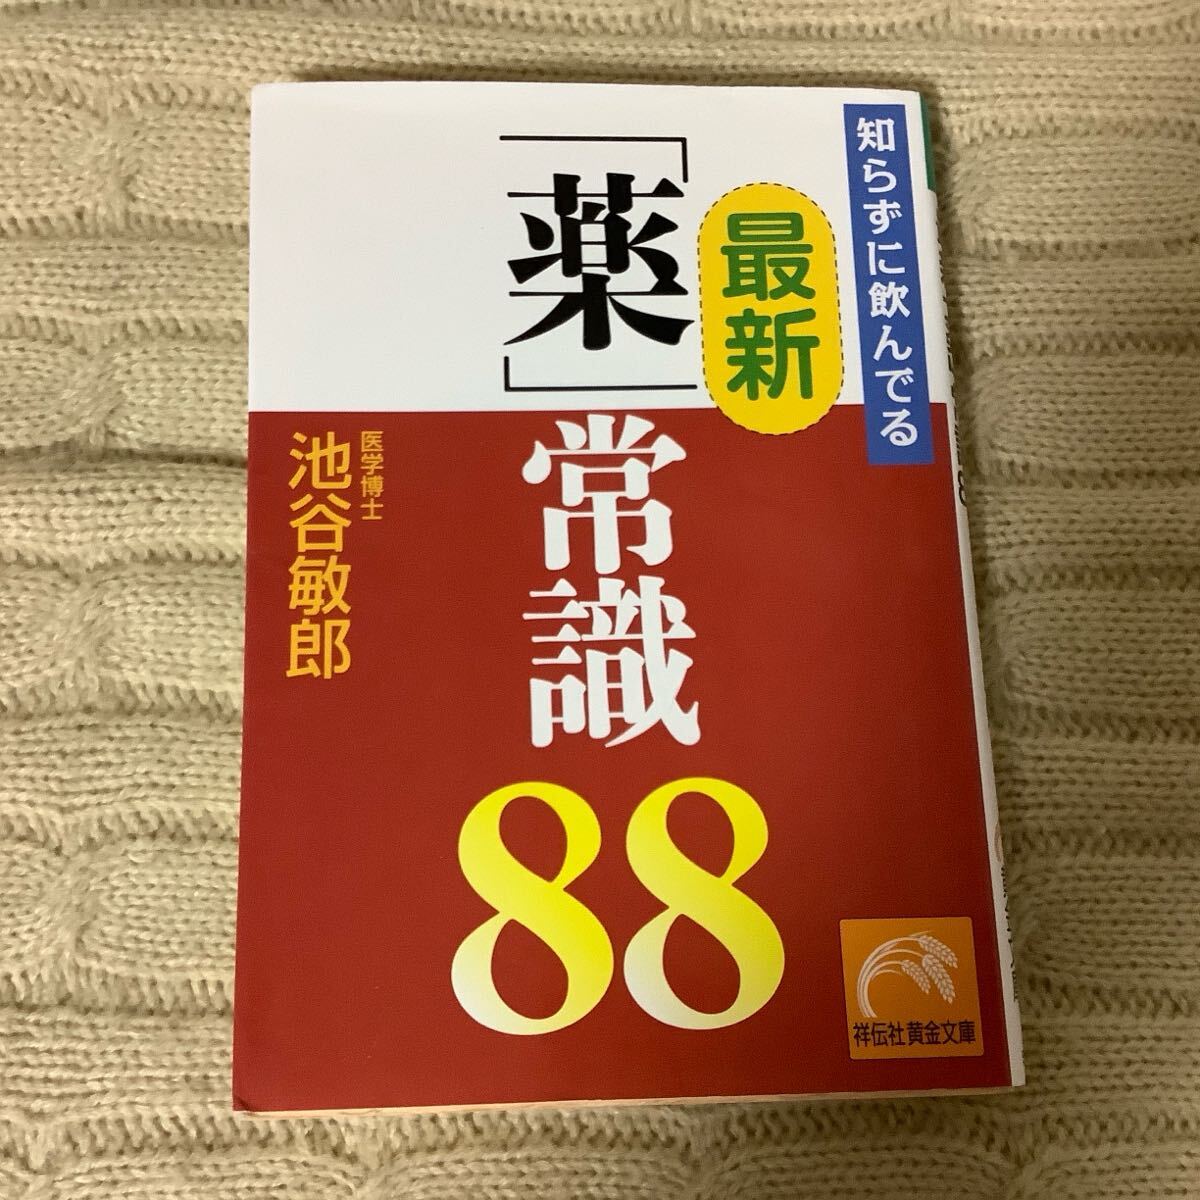 知らずに飲んでる
最新
「薬」常識
88
医学博士
池谷敏郎
祥伝社黄金文庫